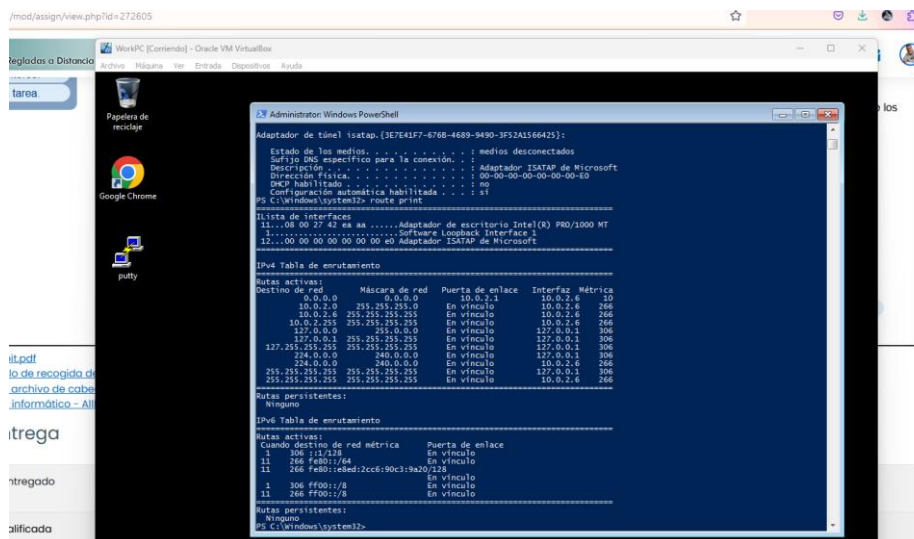 /mod/assign/view.php?id=272605
WorkPC [Corriendo] - Oracle VM VirtualBox
Archivo Máquina Ver Entrada Dispositivos Ayuda
Regladas a Distancia
tarea.
los
Papelera de
reciclaje
Google Chrome
putty
Administrator: Windows PowerShell
Adaptador de túnel isatap.{3E7E41F7-676B-4689-9490-3F52A1566425}:
Estado de los medios. . . . . . . . . . . : medios desconectados
Sufijo DNS específico para la conexión. . :
Descripción . . . . . . . . . . . . . . . : Adaptador ISATAP de Microsoft
Dirección física. . . . . . . . . . . . . : 00-00-00-00-00-00-00-E0
DHCP habilitado . . . . . . . . . . . . . : no
Configuración automática habilitada . . . : sí
PS C:\Windows\system32> route print
ILista de interfaces
11...08 00 27 42 ea aa ......Adaptador de escritorio Intel(R) PRO/1000 MT
1...........................Software Loopback Interface 1
12...00 00 00 00 00 00 00 e0 Adaptador ISATAP de Microsoft
IPv4 Tabla de enrutamiento
Rutas activas:
Destino de red Máscara de red Puerta de enlace Interfaz Métrica
0.0.0.0 0.0.0.0 10.0.2.1 10.0.2.6 10
10.0.2.0 255.255.255.0 En vínculo 10.0.2.6 266
10.0.2.6 255.255.255.255 En vínculo 10.0.2.6 266
10.0.2.255 255.255.255.255 En vínculo 10.0.2.6 266
127.0.0.0 255.0.0.0 En vínculo 127.0.0.1 306
127.0.0.1 255.255.255.255 En vínculo 127.0.0.1 306
127.255.255.255 255.255.255.255 En vínculo 127.0.0.1 306
224.0.0.0 240.0.0.0 En vínculo 127.0.0.1 306
224.0.0.0 240.0.0.0 En vínculo 10.0.2.6 266
255.255.255.255 255.255.255.255 En vínculo 127.0.0.1 306
255.255.255.255 255.255.255.255 En vínculo 10.0.2.6 266
Rutas persistentes:
Ninguno
IPv6 Tabla de enrutamiento
Rutas activas:
Cuando destino de red métrica Puerta de enlace
1 306 ::1/128 En vínculo
11 266 fe80::/64 En vínculo
11 266 fe80::e8ed:2cc6:90c3:9a20/128
En vínculo
1 306 ff00::/8 En vínculo
11 266 ff00::/8 En vínculo
Rutas persistentes:
Ninguno
PS C:\Windows\system32>
it.pdf
lo de recogida de
archivo de cabe
informático - All
trega
ntregado
alificada